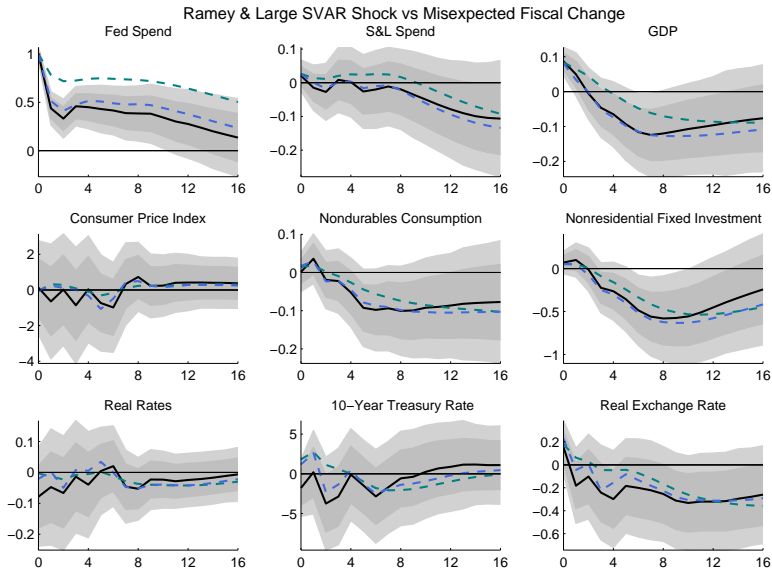 Ramey & Large SVAR Shock vs Misexpected Fiscal Change
Fed Spend
S&L Spend
GDP
1
0.5
0
0 4 8 12 16
0.1
0
−0.1
−0.2
0 4 8 12 16
0
−0.1
−0.2
0 4 8 12 16
Consumer Price Index
Nondurables Consumption
Nonresidential Fixed Investment
2
0
−2
−4
0 4 8 12 16
0.1
0
−0.1
−0.2
0 4 8 12 16
0
−0.5
−1
0 4 8 12 16
Real Rates
10−Year Treasury Rate
Real Exchange Rate
0.1
0
−0.1
−0.2
0 4 8 12 16
5
0
−5
0 4 8 12 16
0.2
0
−0.2
−0.4
−0.6
0 4 8 12 16